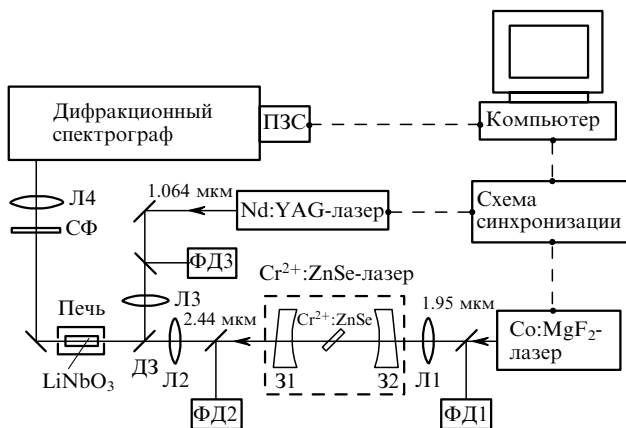 Дифракционный
спектрограф
ПЗС
Компьютер
Л4
СФ
1.064 мкм
Nd:YAG-лазер
Схема
синхронизации
ФД3
Cr²⁺:ZnSe-лазер
Печь
Л3
2.44 мкм
Cr²⁺:ZnSe
1.95 мкм
Co:MgF₂-
лазер
LiNbO₃
ДЗ
Л2
З1
З2
Л1
ФД2
ФД1